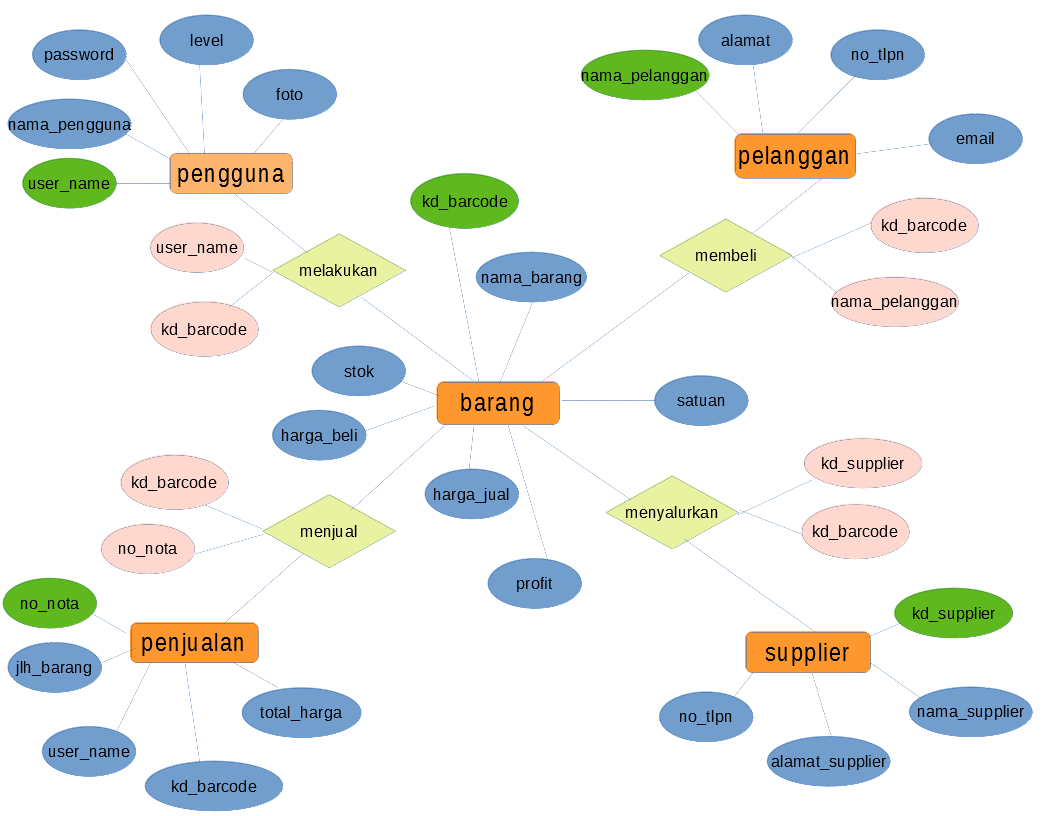 password
level
foto
nama_pengguna
user_name
pengguna
nama_pelanggan
alamat
no_tlpn
email
pelanggan
user_name
kd_barcode
melakukan
kd_barcode
nama_barang
membeli
kd_barcode
nama_pelanggan
stok
harga_beli
barang
satuan
harga_jual
profit
kd_barcode
no_nota
menjual
menyalurkan
kd_supplier
kd_barcode
no_nota
jlh_barang
user_name
kd_barcode
total_harga
penjualan
kd_supplier
supplier
no_tlpn
alamat_supplier
nama_supplier